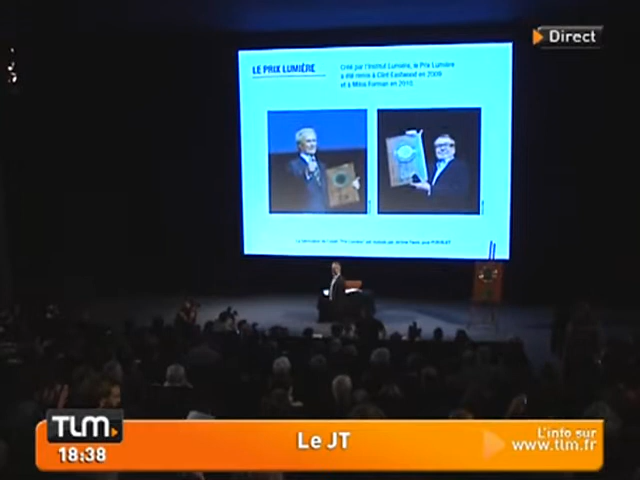 Direct
LE PRIX LUMIÈRE
Créé par l'Institut Lumière, le Prix Lumière
a été remis à Clint Eastwood en 2009
et à Milos Forman en 2010.
TLM
18:38
Le JT
L'info sur
www.tlm.fr